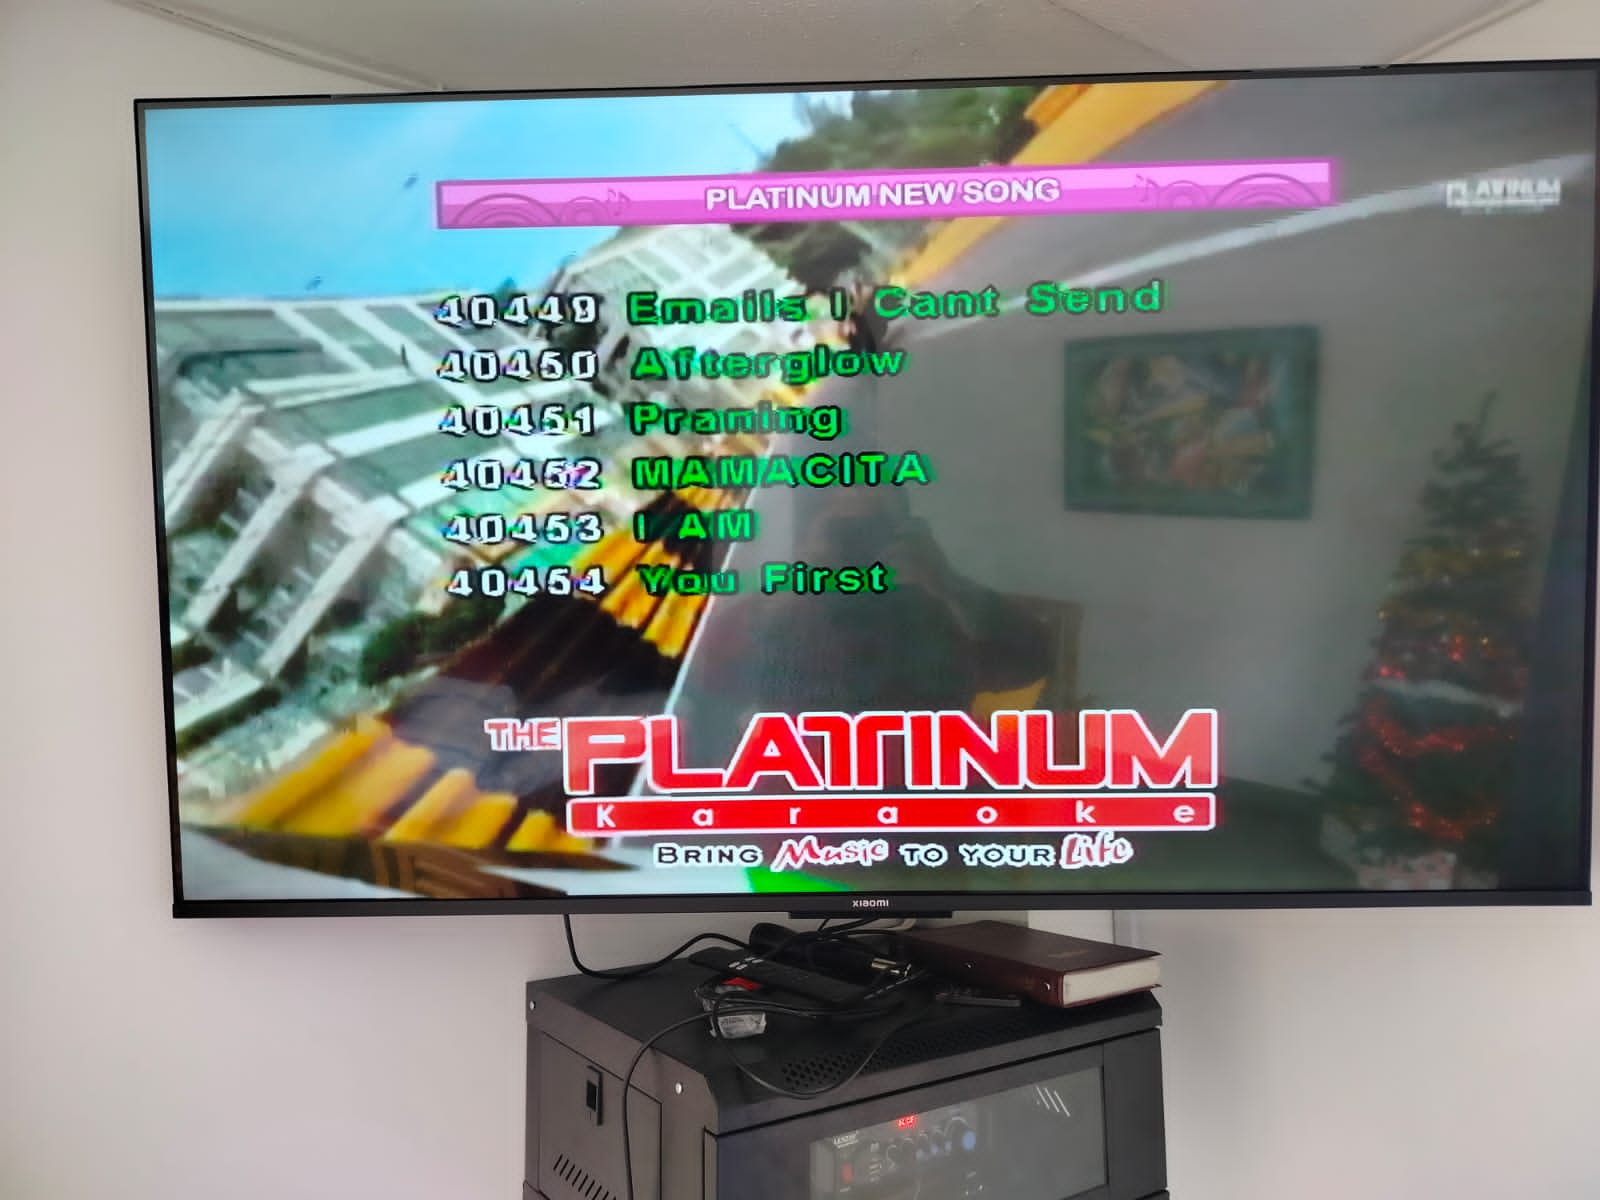 PLATINUM NEW SONG
PLATINUM
40449 Emails I Cant Send
40450 Afterglow
40451 Praning
40452 MAMACITA
40453 I AM
40454 You First
THE PLATINUM
Karaoke
BRING Music TO YOUR Life
xiaomi